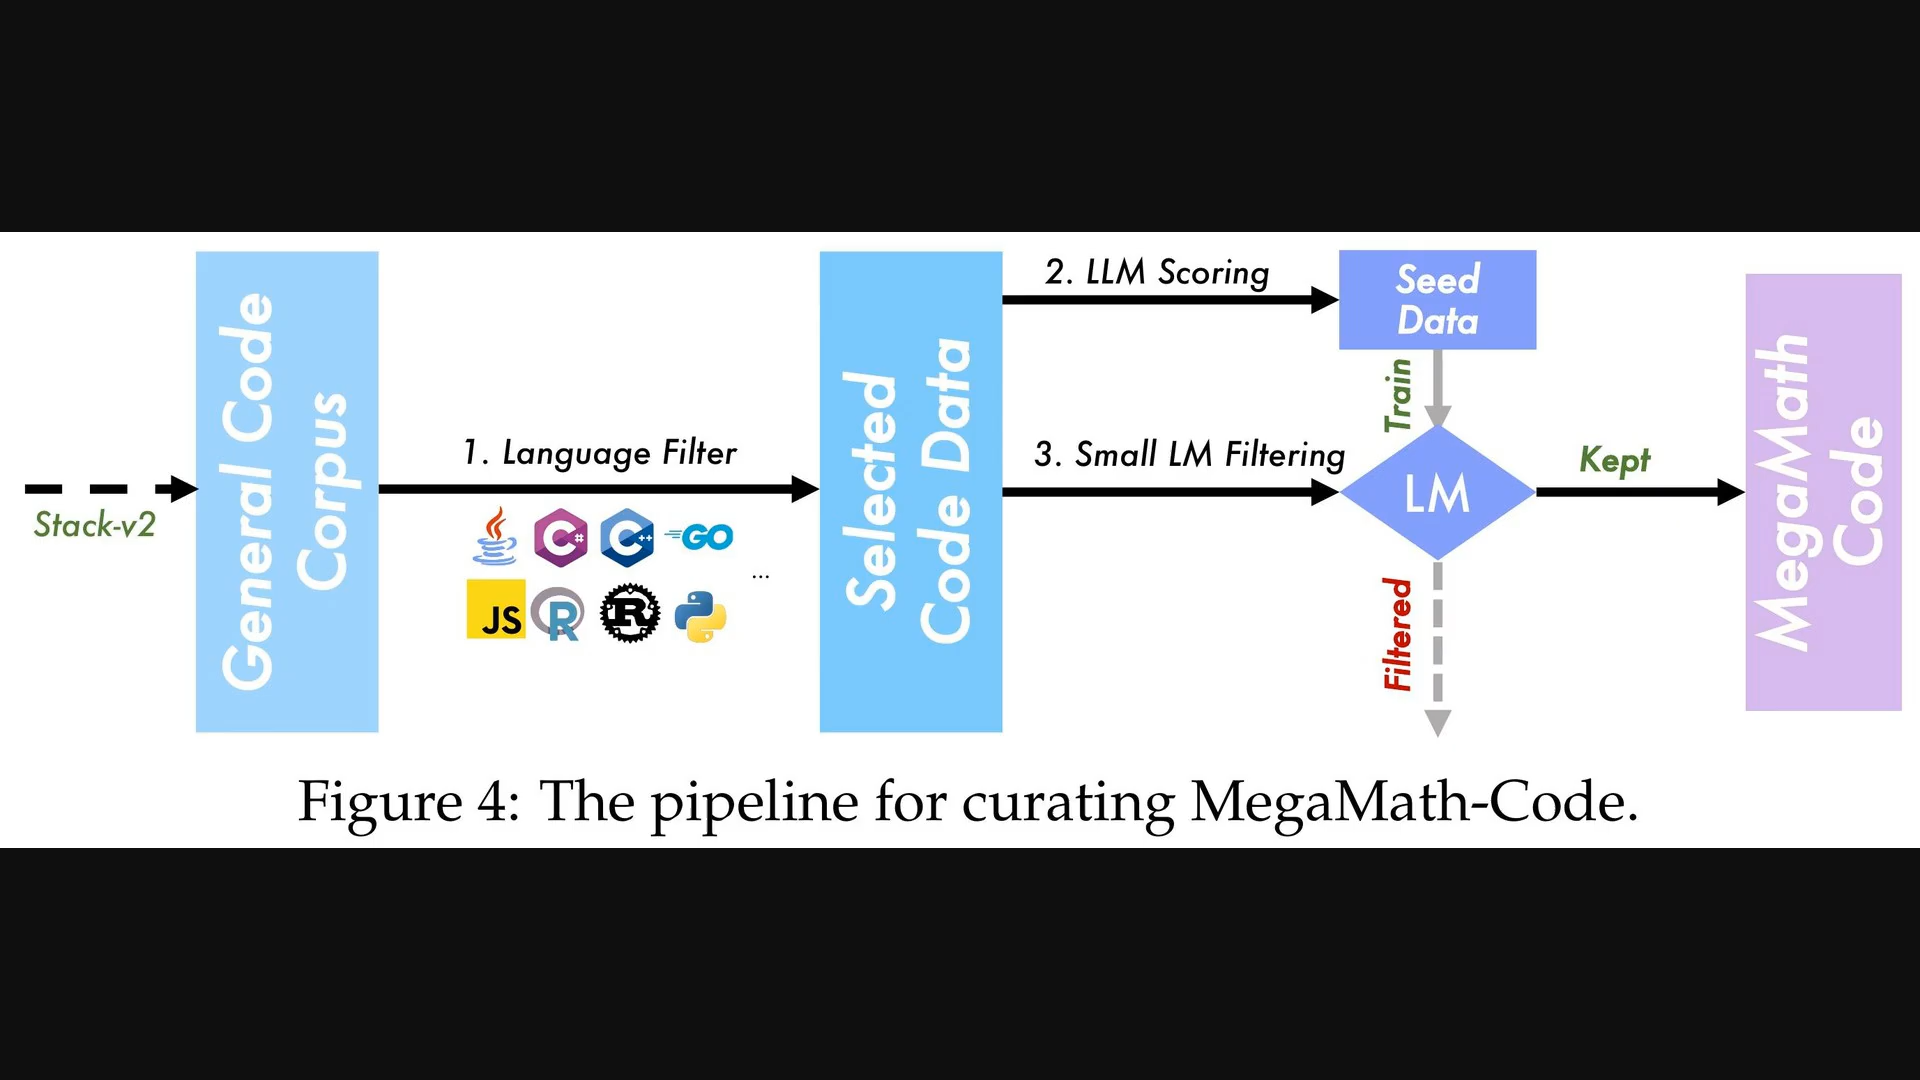 Stack-v2
General Code
Corpus
1. Language Filter
C#
C++
GO
JS
R
R
...
Selected
Code Data
2. LLM Scoring
3. Small LM Filtering
Seed
Data
Train
LM
Filtered
Kept
MegaMath
Code
Figure 4: The pipeline for curating MegaMath-Code.